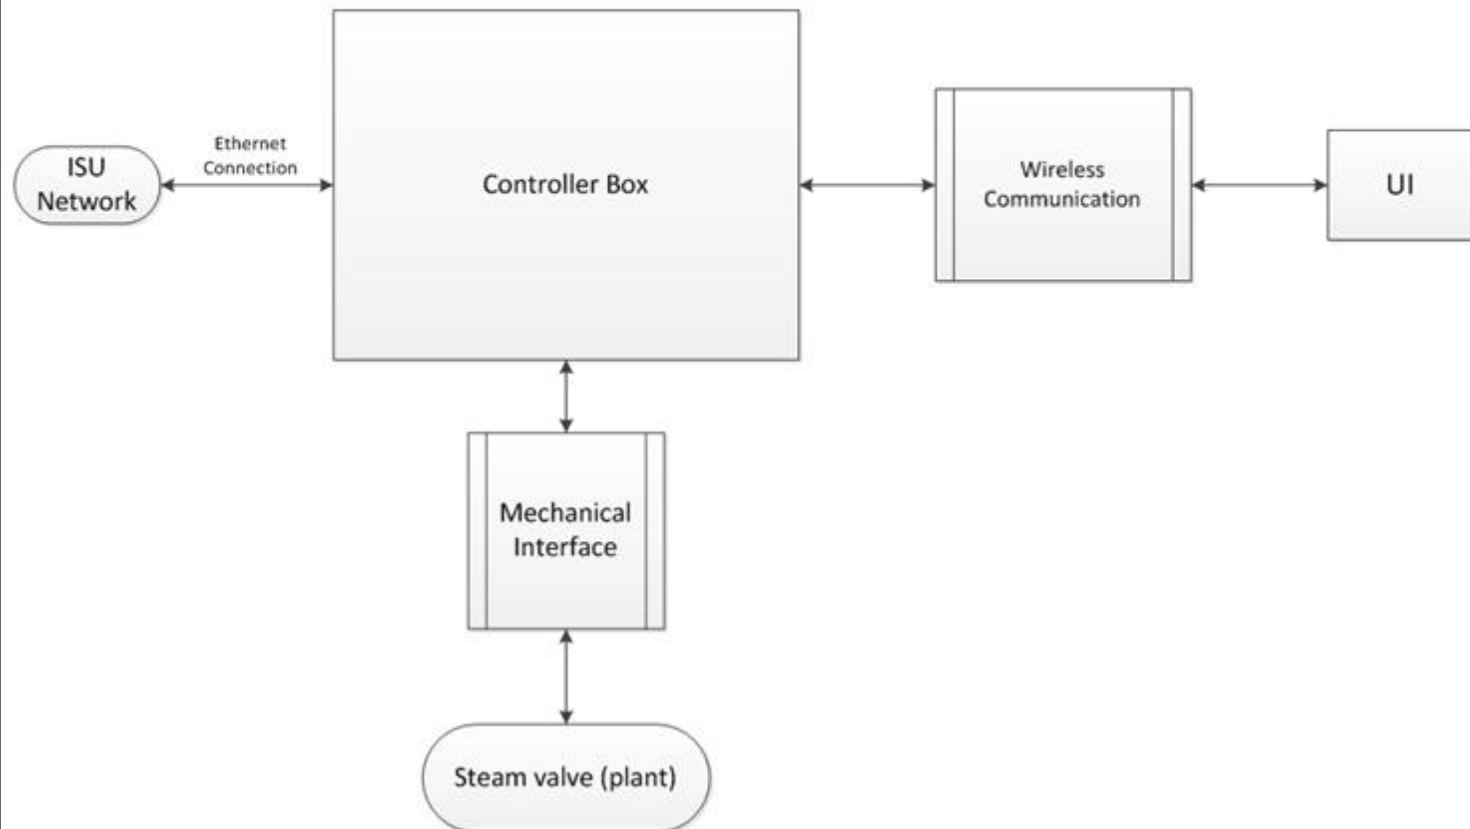 Ethernet
Connection
ISU
Network
Controller Box
Wireless
Communication
UI
Mechanical
Interface
Steam valve (plant)